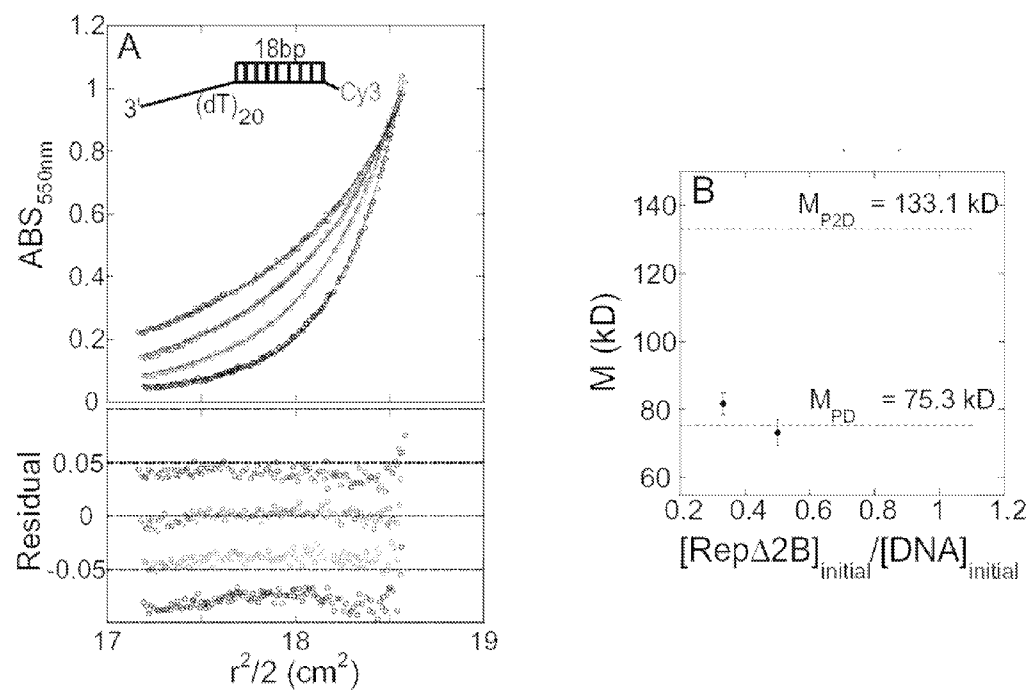 A
18bp
3'
(dT)20
Cy3
1.2
1
0.8
0.6
0.4
0.2
0
ABS550nm
0.05
0
-0.05
Residual
17
18
19
r²/2 (cm²)
B
MP2D = 133.1 kD
MPD = 75.3 kD
140
120
100
80
60
M (kD)
0.2 0.4 0.6 0.8 1 1.2
[RepΔ2B]initial/[DNA]initial